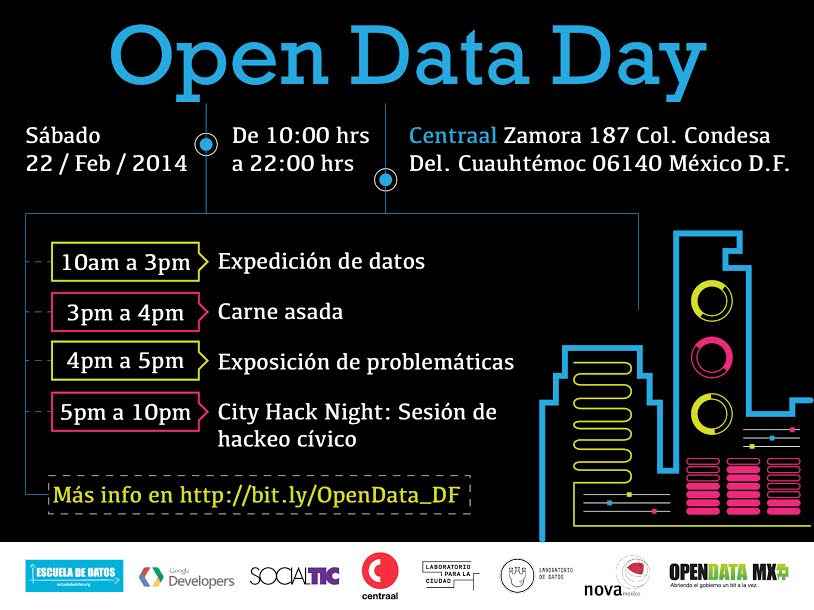 Open Data Day
Sábado
22 / Feb / 2014
De 10:00 hrs
a 22:00 hrs
Centraal Zamora 187 Col. Condesa
Del. Cuauhtémoc 06140 México D.F.
10am a 3pm Expedición de datos
3pm a 4pm Carne asada
4pm a 5pm Exposición de problemáticas
5pm a 10pm City Hack Night: Sesión de
hackeo cívico
Más info en http://bit.ly/OpenData_DF
ESCUELA DE DATOS
Google
Developers
SOCIALTIC
centraal
LABORATORIO
PARA LA
CIUDAD
LABORATORIO
DE DATOS
nova
mexico
OPENDATA MX
Abriendo el gobierno un bit a la vez.